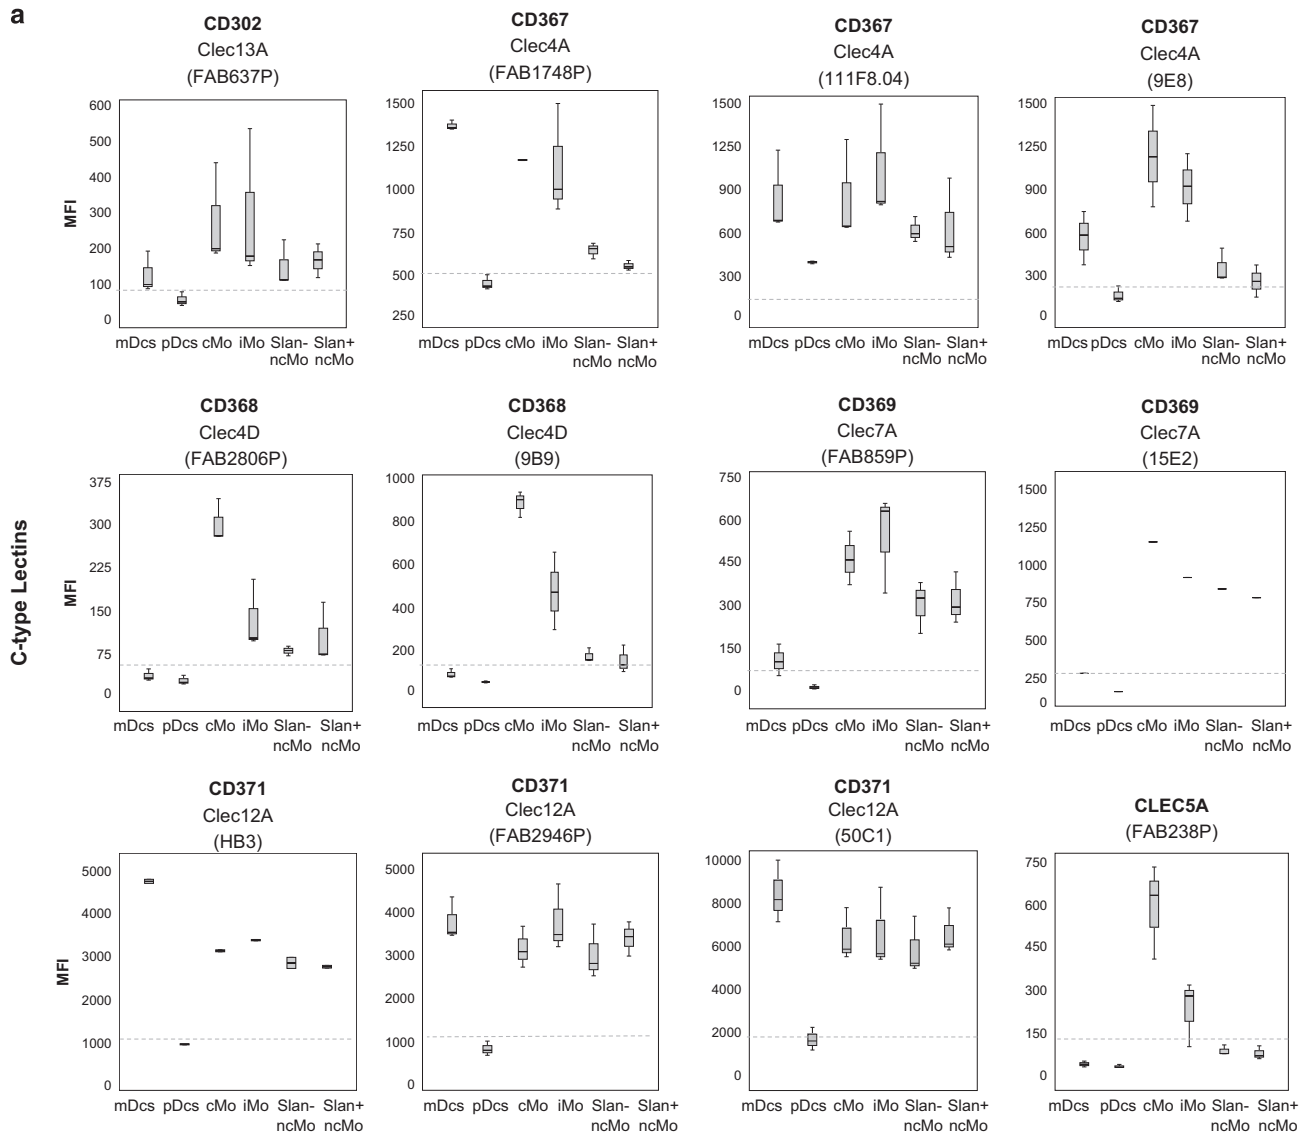 a
C-type Lectins
CD302
Clec13A
(FAB637P)
MFI
600
500
400
300
200
100
0
mDcs pDcs cMo iMo Slan- Slan+
ncMo ncMo
CD367
Clec4A
(FAB1748P)
1500
1250
1000
750
500
250
mDcs pDcs cMo iMo Slan- Slan+
ncMo ncMo
CD367
Clec4A
(111F8.04)
1500
1250
900
600
300
0
mDcs pDcs cMo iMo Slan- Slan+
ncMo ncMo
CD367
Clec4A
(9E8)
1500
1250
900
600
300
0
mDcs pDcs cMo iMo Slan- Slan+
ncMo ncMo
CD368
Clec4D
(FAB2806P)
MFI
375
300
225
150
75
0
mDcs pDcs cMo iMo Slan- Slan+
ncMo ncMo
CD368
Clec4D
(9B9)
1000
800
600
400
200
0
mDcs pDcs cMo iMo Slan- Slan+
ncMo ncMo
CD369
Clec7A
(FAB859P)
750
600
450
300
150
0
mDcs pDcs cMo iMo Slan- Slan+
ncMo ncMo
CD369
Clec7A
(15E2)
1500
1250
1000
750
500
250
0
mDcs pDcs cMo iMo Slan- Slan+
ncMo ncMo
CD371
Clec12A
(HB3)
MFI
5000
4000
3000
2000
1000
0
mDcs pDcs cMo iMo Slan- Slan+
ncMo ncMo
CD371
Clec12A
(FAB2946P)
5000
4000
3000
2000
1000
0
mDcs pDcs cMo iMo Slan- Slan+
ncMo ncMo
CD371
Clec12A
(50C1)
10000
8000
6000
4000
2000
0
mDcs pDcs cMo iMo Slan- Slan+
ncMo ncMo
CLEC5A
(FAB238P)
750
600
450
300
150
0
mDcs pDcs cMo iMo Slan- Slan+
ncMo ncMo